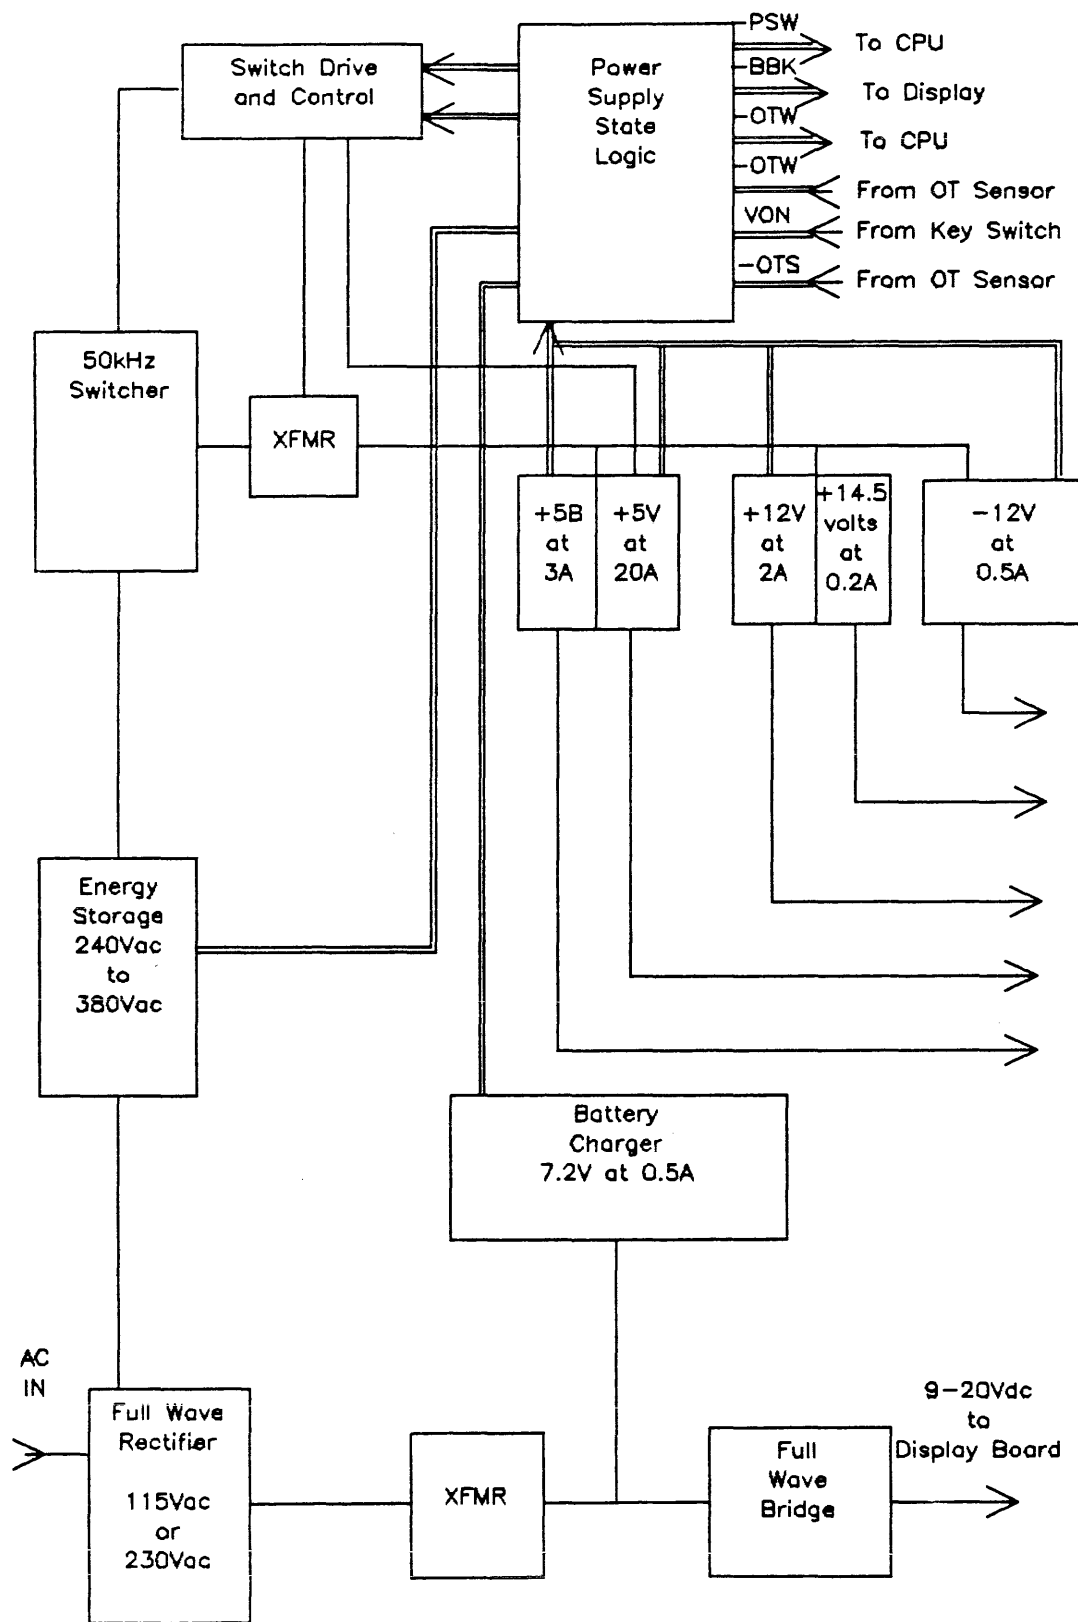 -PSW
To CPU
Switch Drive
and Control
Power
Supply
State
Logic
-BBK
To Display
-OTW
To CPU
-OTW
From OT Sensor
VON
From Key Switch
-OTS
From OT Sensor
50kHz
Switcher
XFMR
+5B
at
3A
+5V
at
20A
+12V
at
2A
+14.5
volts
at
0.2A
-12V
at
0.5A
Energy
Storage
240Vac
to
380Vac
Battery
Charger
7.2V at 0.5A
AC
IN
Full Wave
Rectifier
115Vac
or
230Vac
XFMR
Full
Wave
Bridge
9-20Vdc
to
Display Board